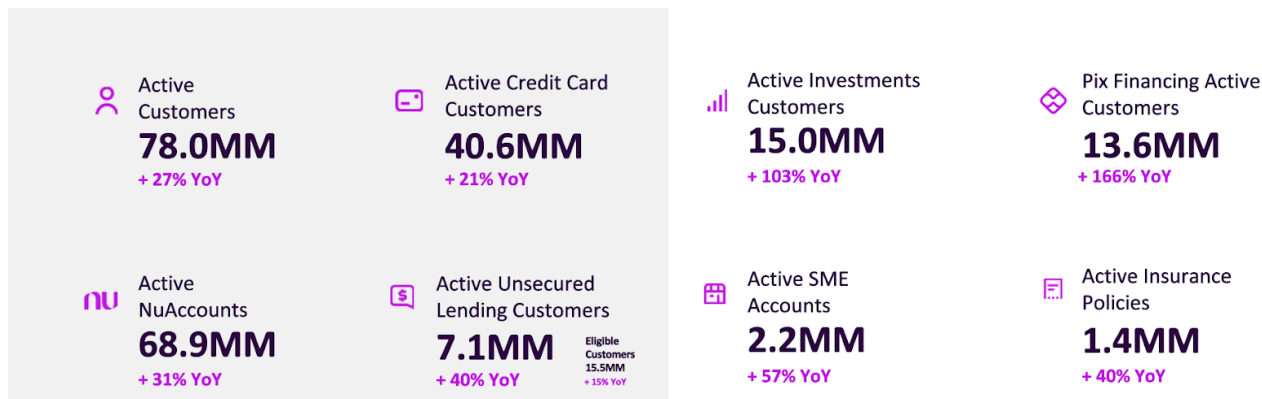 Active
Customers
78.0MM
+ 27% YoY
Active Credit Card
Customers
40.6MM
+ 21% YoY
Active Investments
Customers
15.0MM
+ 103% YoY
Pix Financing Active
Customers
13.6MM
+ 166% YoY
nu
Active
NuAccounts
68.9MM
+ 31% YoY
$
Active Unsecured
Lending Customers
7.1MM
+ 40% YoY
Eligible
Customers
15.5MM
+ 15% YoY
Active SME
Accounts
2.2MM
+ 57% YoY
Active Insurance
Policies
1.4MM
+ 40% YoY